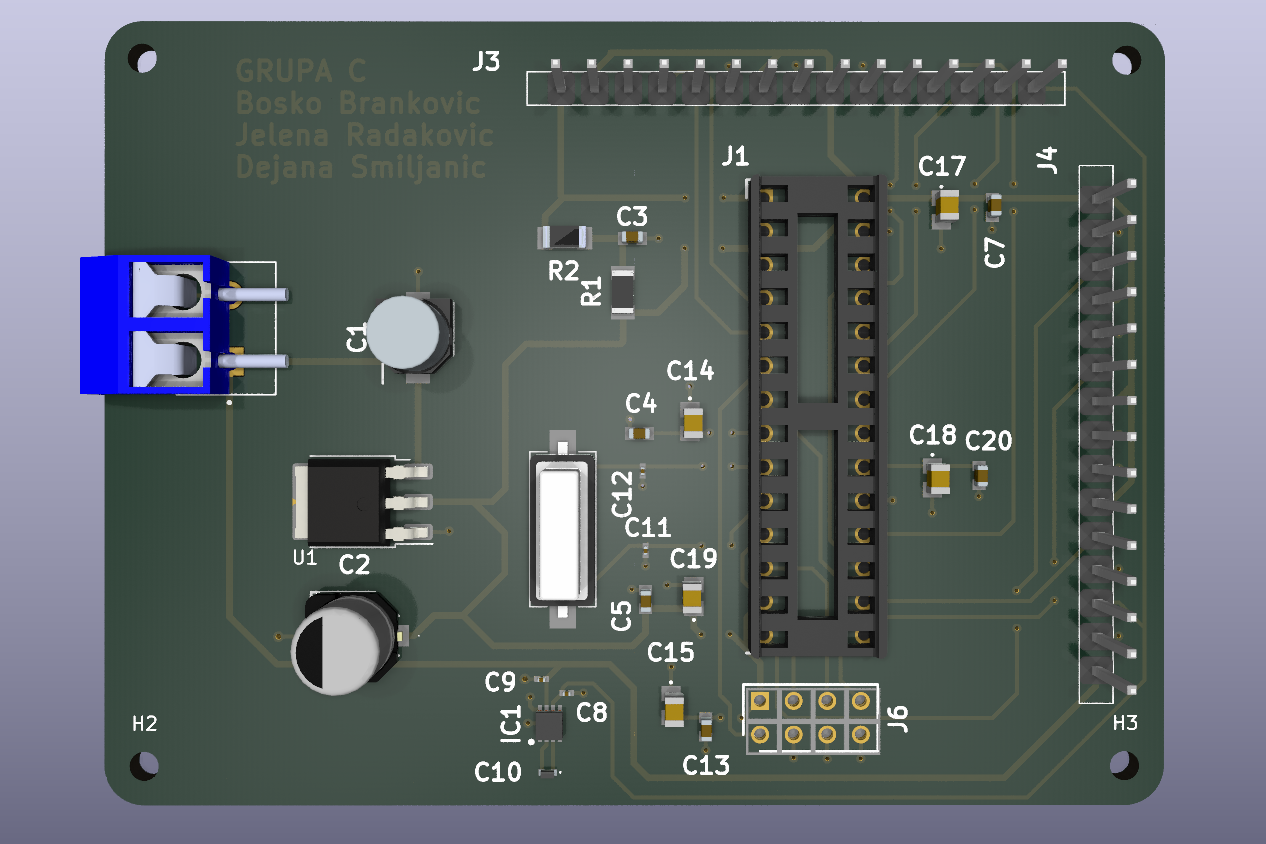 GRUPA C
Bosko Brankovic
Jelena Radakovic
Dejana Smiljanic
J3
J1
J4
C17
C7
C3
R2
R1
C1
C14
C4
C18
C20
C12
C11
U1
C2
C19
C5
C15
C9
C8
IC1
C10
C13
J6
H2
H3